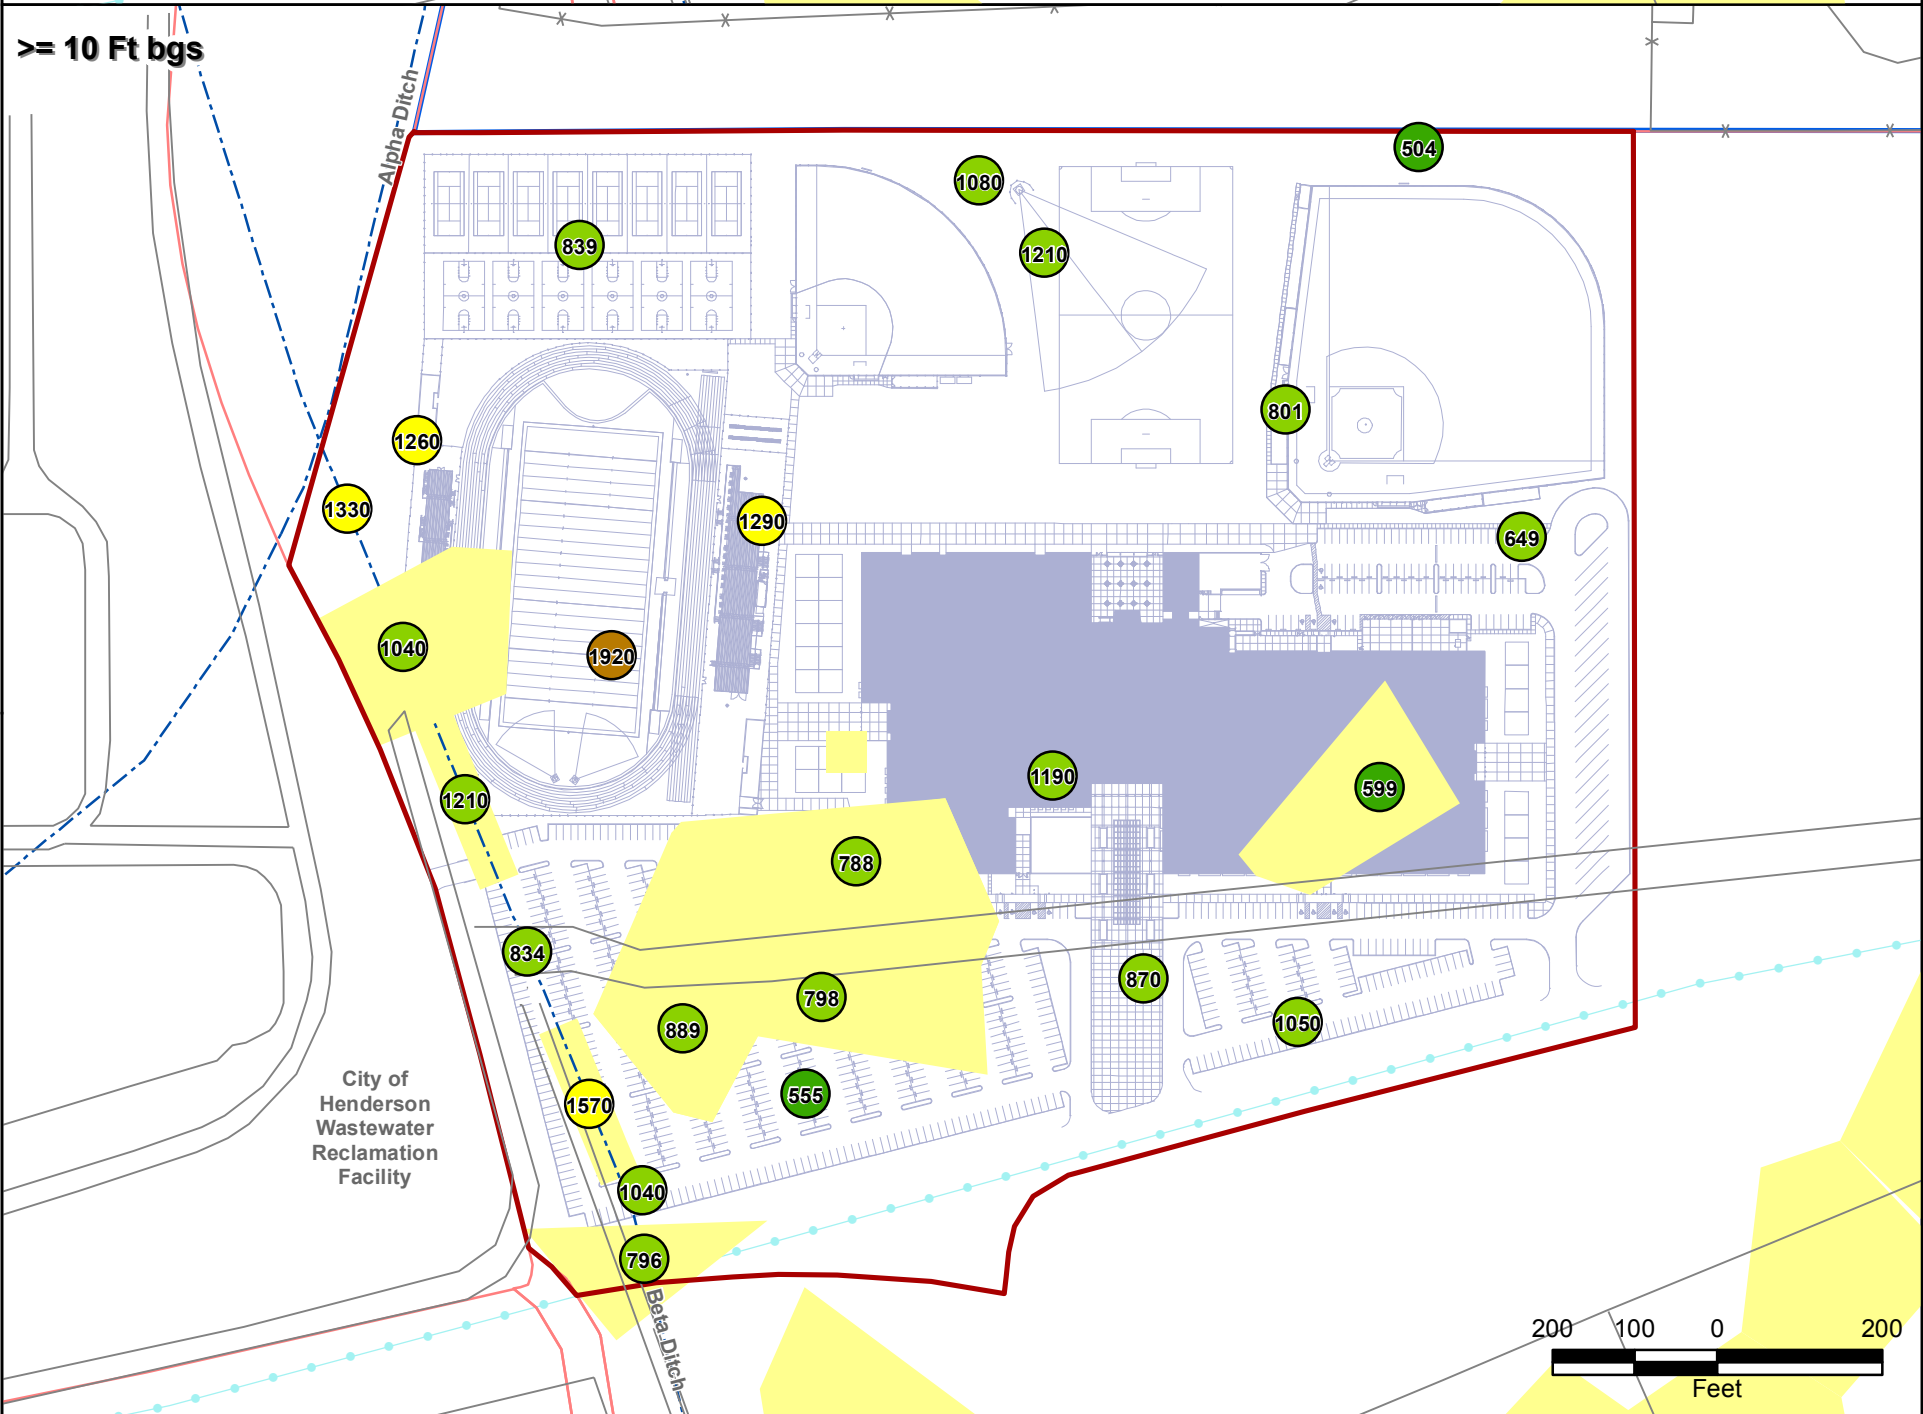 >= 10 Ft bgs
Alpha Ditch
504
1080
839
1210
801
1260
1330
1290
649
1040
1920
1190
599
1210
788
834
870
798
889
1050
555
1570
City of
Henderson
Wastewater
Reclamation
Facility
1040
796
Beta Ditch
200 100 0 200
Feet